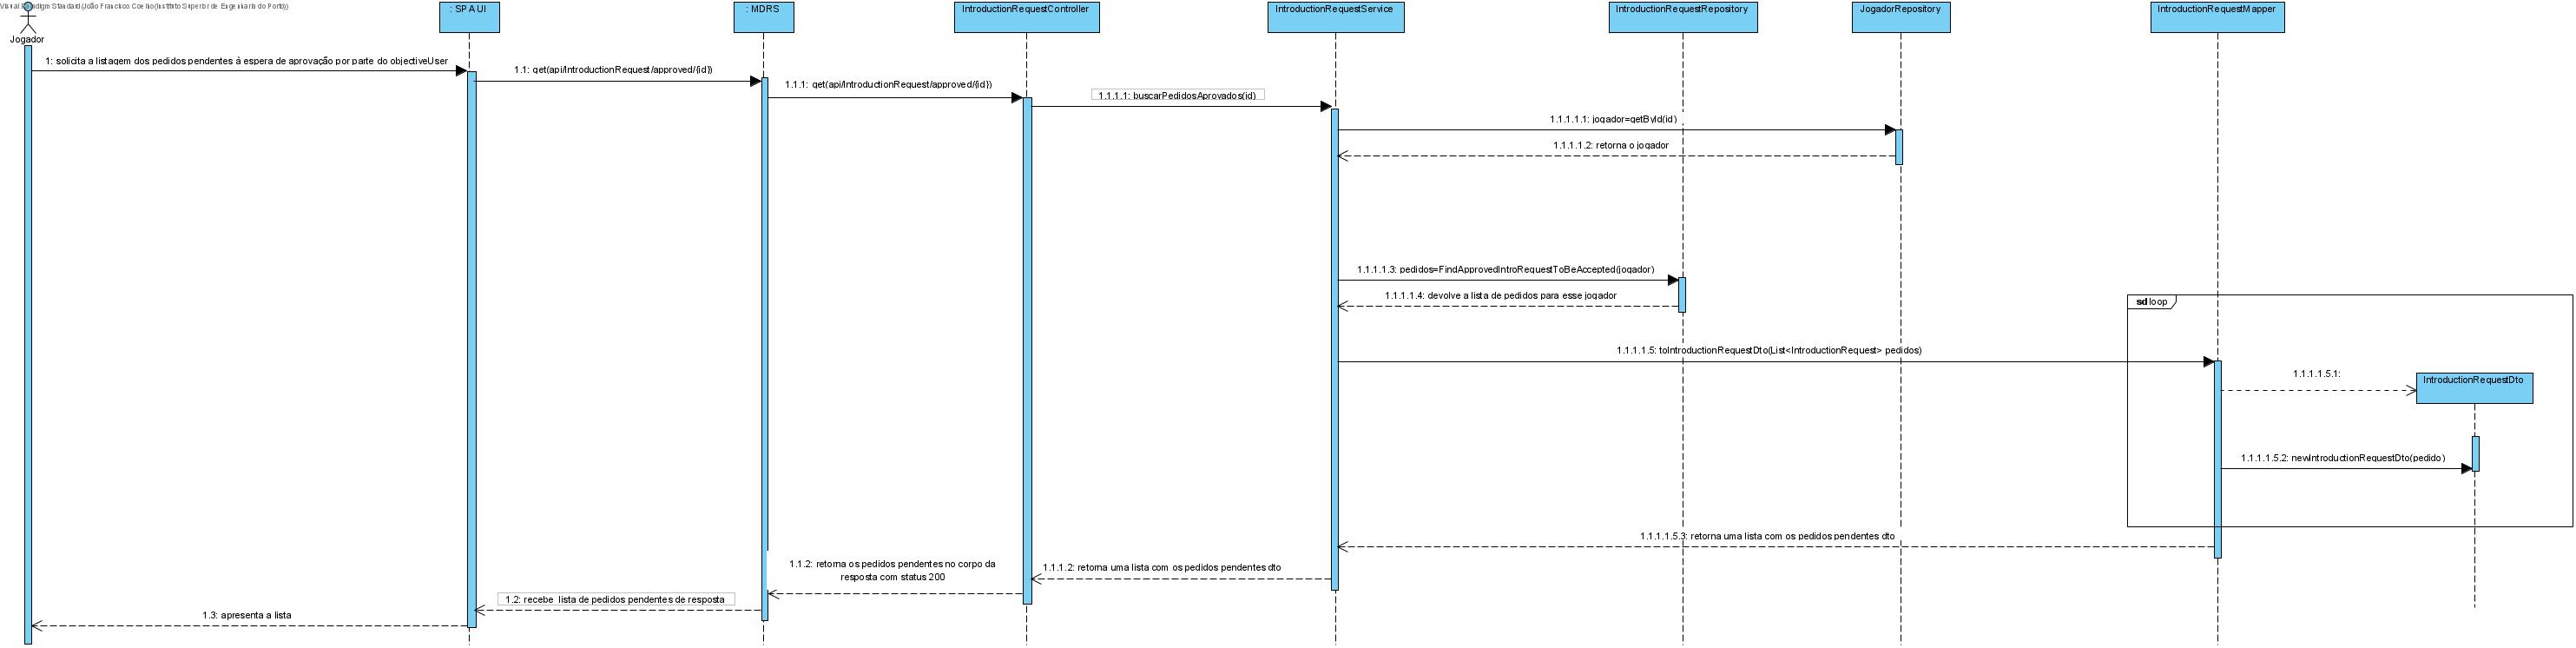 Visual Paradigm Standard(João Francisco Coelho(Instituto Superior de Engenharia do Porto))
Jogador
: SPA UI
: MDRS
IntroductionRequestController
IntroductionRequestService
IntroductionRequestRepository
JogadorRepository
IntroductionRequestMapper
1: solicita a listagem dos pedidos pendentes à espera de aprovação por parte do objectiveUser
1.1: get(api/IntroductionRequest/approved/{id})
1.1.1: get(api/IntroductionRequest/approved/{id})
1.1.1.1: buscarPedidosAprovados(id)
1.1.1.1.1: jogador=getById(id)
1.1.1.1.2: retorna o jogador
1.1.1.1.3: pedidos=FindApprovedIntroRequestToBeAccepted(jogador)
1.1.1.1.4: devolve a lista de pedidos para esse jogador
sd loop
1.1.1.1.5: toIntroductionRequestDto(List<IntroductionRequest> pedidos)
1.1.1.1.5.1:
IntroductionRequestDto
1.1.1.1.5.2: newIntroductionRequestDto(pedido)
1.1.1.1.5.3: retorna uma lista com os pedidos pendentes dto
1.1.1.2: retorna uma lista com os pedidos pendentes dto
1.1.2: retorna os pedidos pendentes no corpo da
resposta com status 200
1.2: recebe lista de pedidos pendentes de resposta
1.3: apresenta a lista